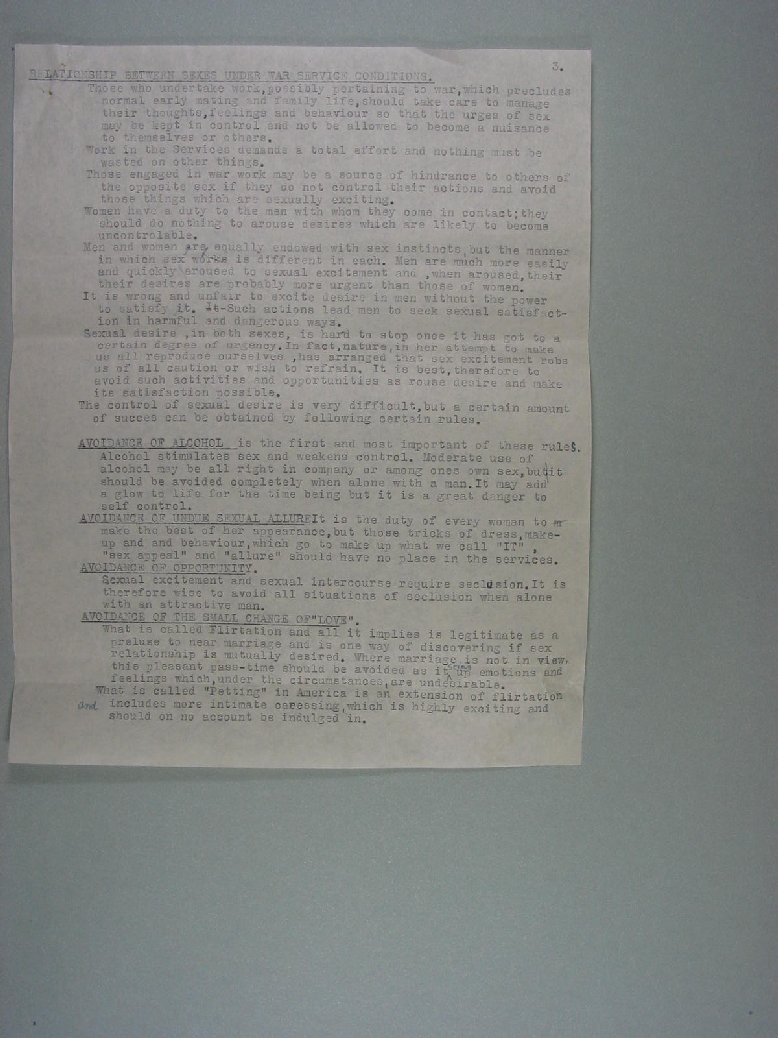 3.
RELATIONSHIP BETWEEN SEXES UNDER WAR SERVICE CONDITIONS.
Those who undertake work,possibly pertaining to war,which precludes
normal early mating and family life,should take care to manage
their thoughts,feelings and behaviour so that the urges of sex
may be kept in control and not be allowed to become a nuisance
to themselves or others.
Work in the Services demands a total effort and nothing must be
wasted on other things.
Those engaged in war work may be a source of hindrance to others of
the opposite sex if they do not control their actions and avoid
those things which are sexually exciting.
Women have a duty to the men with whom they come in contact;they
should do nothing to arouse desires which are likely to become
uncontrolable.
Men and women are equally endowed with sex instincts,but the manner
in which sex works is different in each. Men are much more easily
and quickly aroused to sexual excitement and ,when aroused,their
their desires are probably more urgent than those of women.
It is wrong and unfair to excite desire in men without the power
to satisfy it. It-Such actions lead men to seek sexual satisfact-
ion in harmful and dangerous ways.
Sexual desire ,in both sexes, is hard to stop once it has got to a
certain degree of urgency.In fact,nature,in her attempt to make
us all reproduce ourselves ,has arranged that sex excitement robs
us of all caution or wish to refrain. It is best,therefore to
avoid such activities and opportunities as rouse desire and make
its satisfaction possible.
The control of sexual desire is very difficult,but a certain amount
of succes can be obtained by following certain rules.
AVOIDANCE OF ALCOHOL is the first and most important of these rules.
Alcohol stimulates sex and weakens control. Moderate use of
alcohol may be all right in company or among ones own sex,but it
should be avoided completely when alone with a man.It may add
a glow to life for the time being but it is a great danger to
self control.
AVOIDANCE OF UNDUE SEXUAL ALLUREIt is the duty of every woman to
make the best of her appearance,but those tricks of dress,make-
up and and behaviour,which go to make up what we call "IT" ,
"sex appeal" and "allure" should have no place in the services.
AVOIDANCE OF OPPORTUNITY.
Sexual excitement and sexual intercourse require seclusion.It is
therefore wise to avoid all situations of seclusion when alone
with an attractive man.
AVOIDANCE OF THE SMALL CHANGE OF"LOVE".
What is called Flirtation and all it implies is legitimate as a
preluse to near marriage and is one way of discovering if sex
relationship is mutually desired. Where marriage is not in view,
this pleasant pass-time should be avoided as it emotions and
feelings which,under the circumstances,are undesirable.
What is called "Petting" in America is an extension of flirtation
and includes more intimate caressing,which is highly exciting and
should on no account be indulged in.